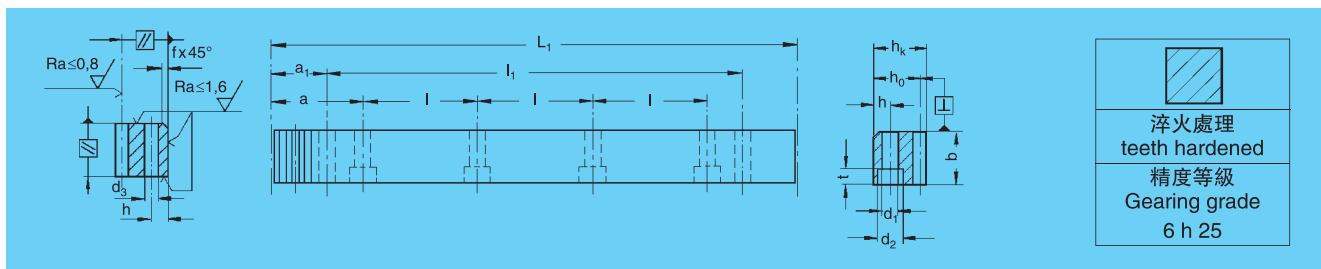 //
f x 45°
Ra≤0,8
Ra≤1,6
//
d₃
h
L₁
a₁
l₁
a
l
l
l
hₖ
h₀
h
⊥
b
t
d₁
d₂
淬火處理
teeth hardened
精度等級
Gearing grade
6 h 25